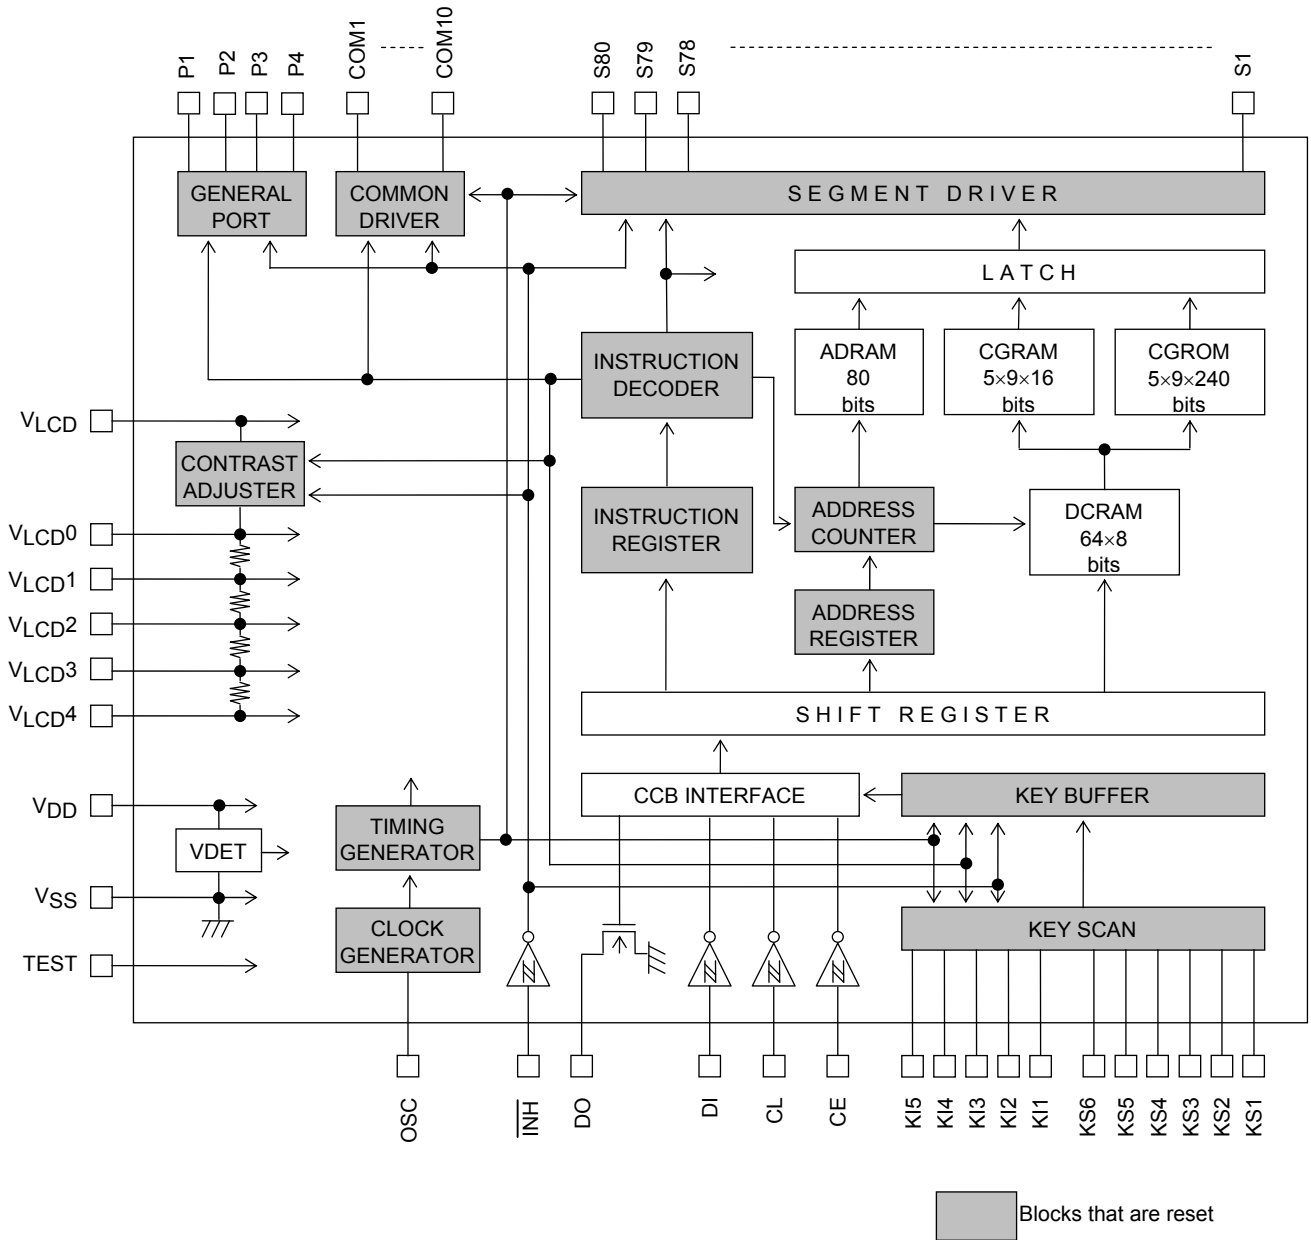 P1
P2
P3
P4
COM1
COM10
S80
S79
S78
S1
GENERAL
PORT
COMMON
DRIVER
SEGMENT DRIVER
LATCH
INSTRUCTION
DECODER
ADRAM
80
bits
CGRAM
5×9×16
bits
CGROM
5×9×240
bits
VLCD
CONTRAST
ADJUSTER
VLCD0
VLCD1
VLCD2
VLCD3
VLCD4
INSTRUCTION
REGISTER
ADDRESS
COUNTER
DCRAM
64×8
bits
ADDRESS
REGISTER
SHIFT REGISTER
VDD
VDET
VSS
TEST
TIMING
GENERATOR
CLOCK
GENERATOR
CCB INTERFACE
KEY BUFFER
KEY SCAN
OSC
INH
DO
DI
CL
CE
KI5
KI4
KI3
KI2
KI1
KS6
KS5
KS4
KS3
KS2
KS1
Blocks that are reset